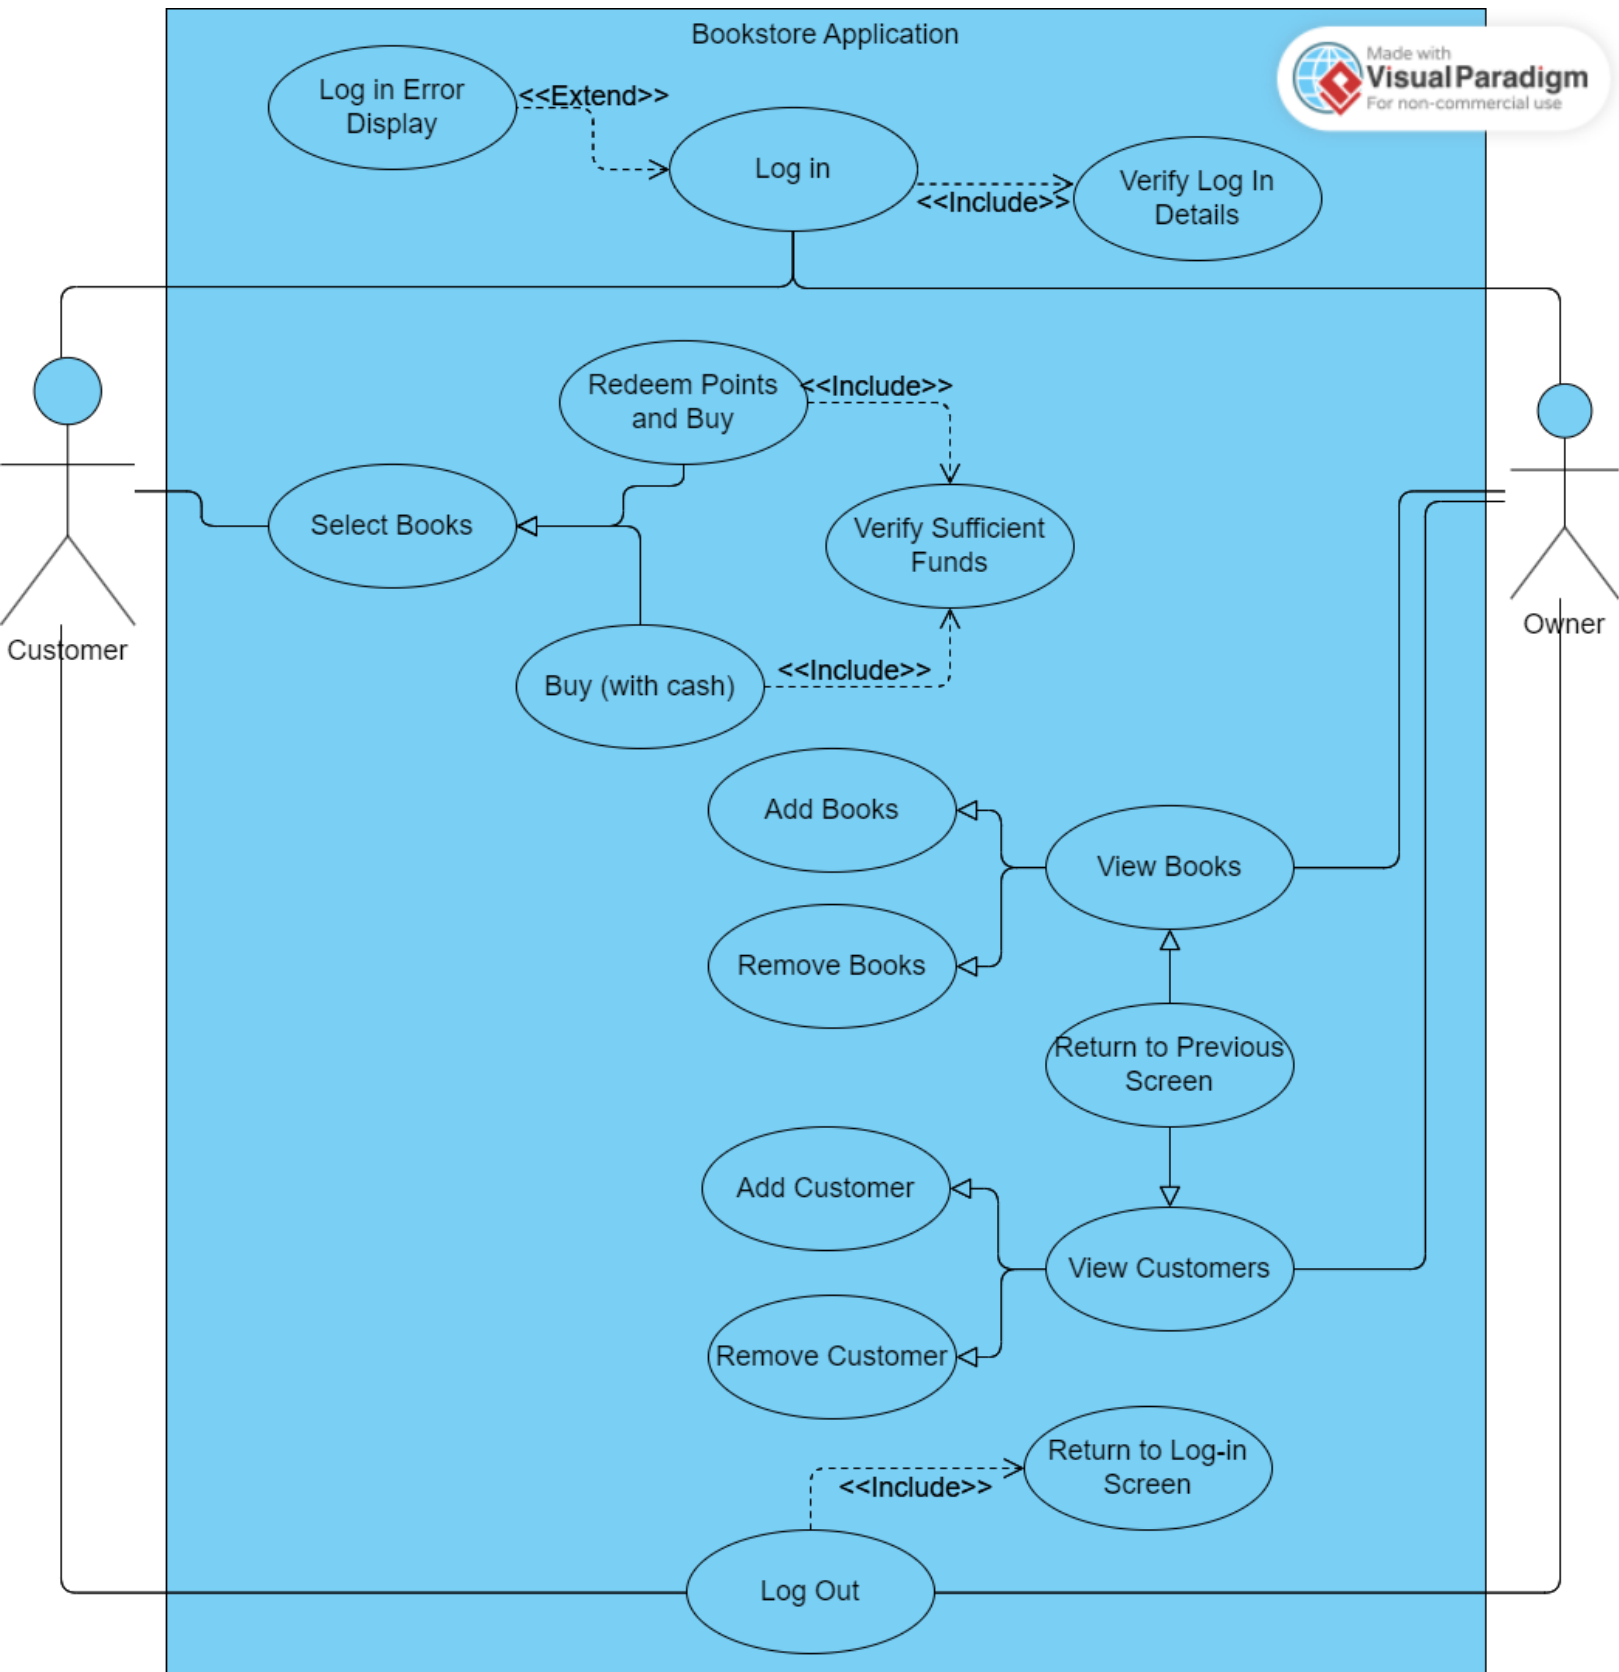 Bookstore Application
Made with
Visual Paradigm
For non-commercial use
Log in Error
Display
<<Extend>>
Log in
<<Include>>
Verify Log In
Details
Redeem Points
and Buy
<<Include>>
Select Books
Verify Sufficient
Funds
Customer
Owner
Buy (with cash)
<<Include>>
Add Books
View Books
Remove Books
Return to Previous
Screen
Add Customer
View Customers
Remove Customer
Return to Log-in
Screen
<<Include>>
Log Out